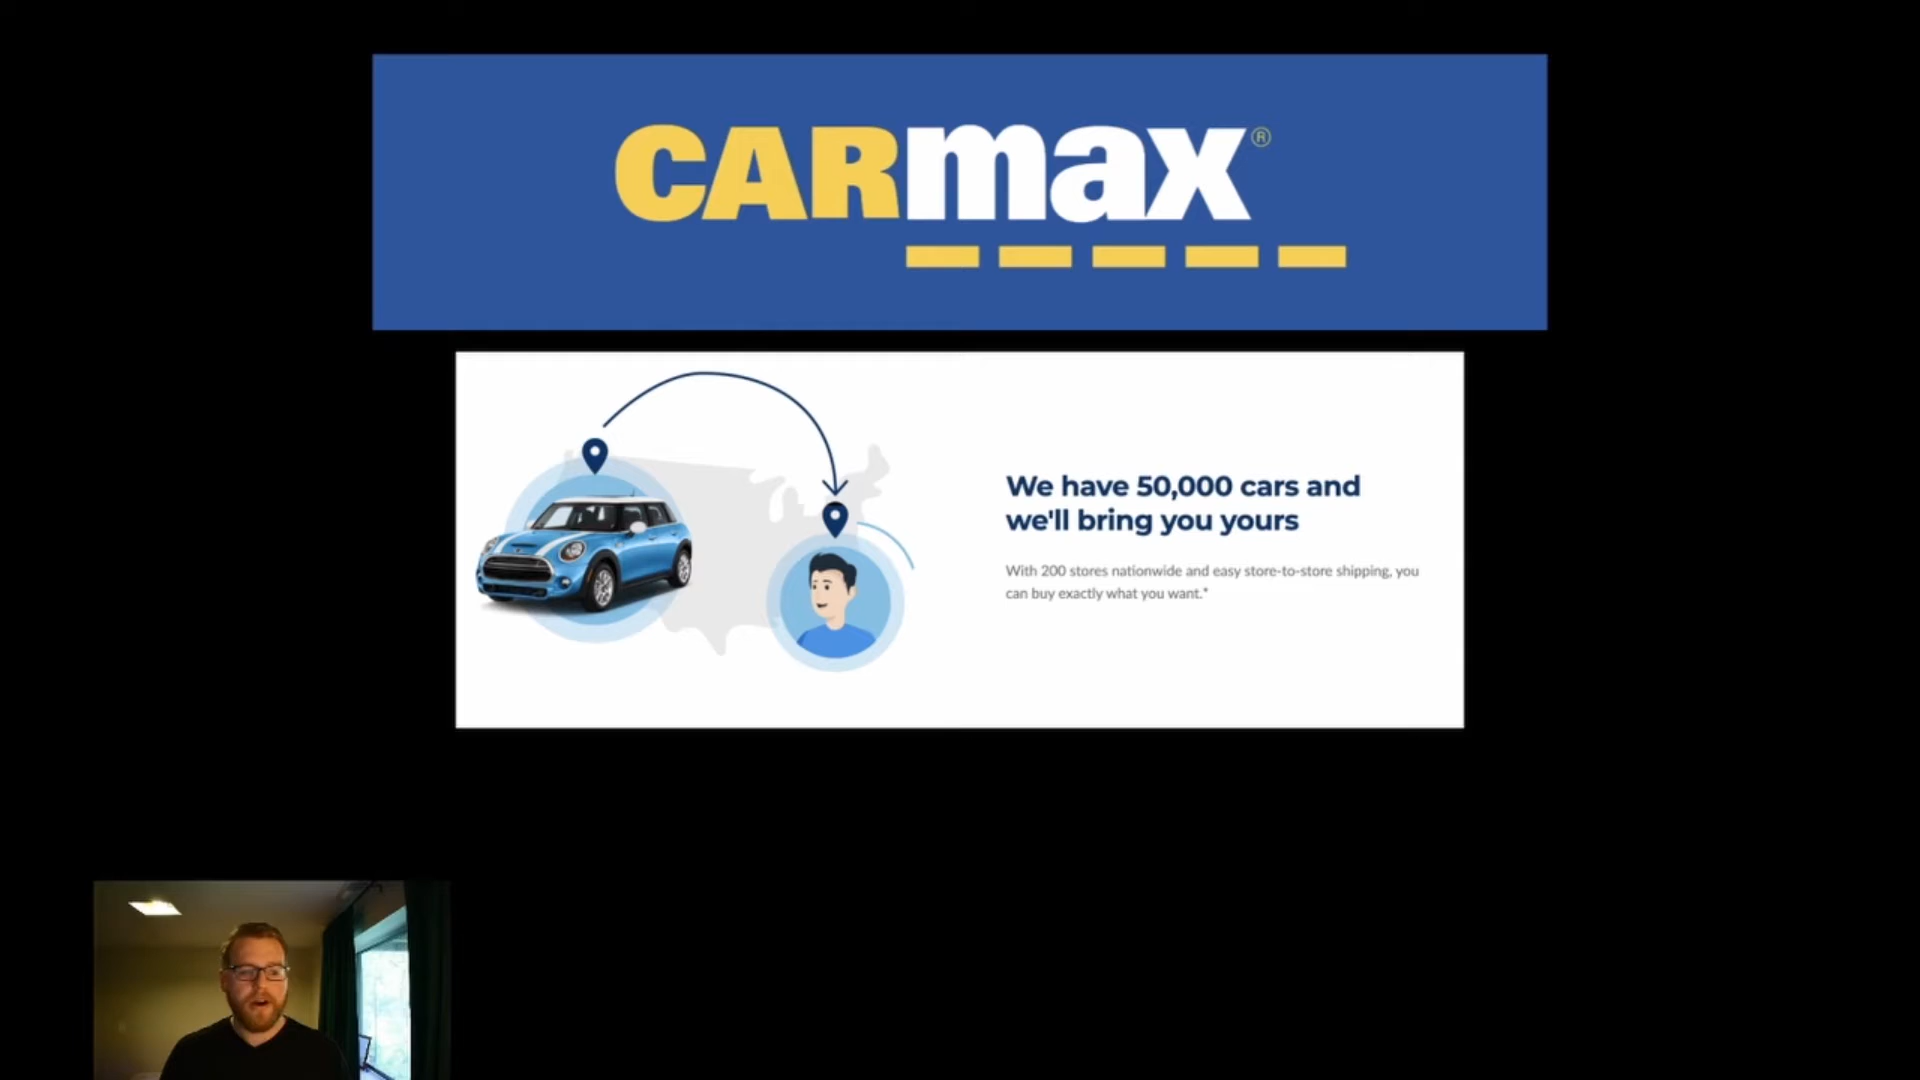 CARmax®
We have 50,000 cars and
we'll bring you yours
With 200 stores nationwide and easy store-to-store shipping, you
can buy exactly what you want.*